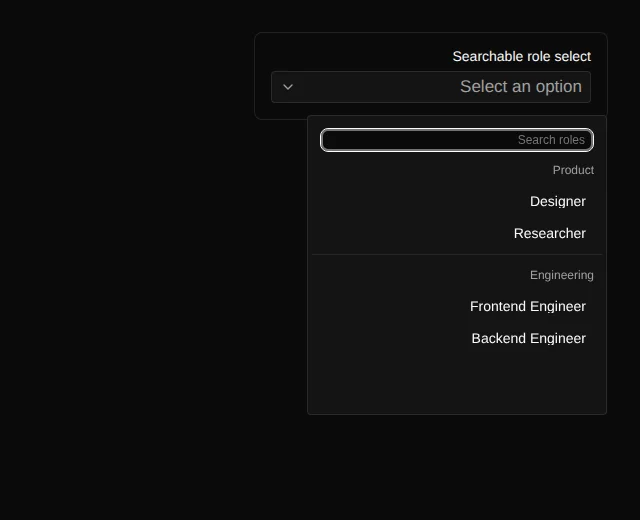 Searchable role select
Select an option
Search roles
Product
Designer
Researcher
Engineering
Frontend Engineer
Backend Engineer